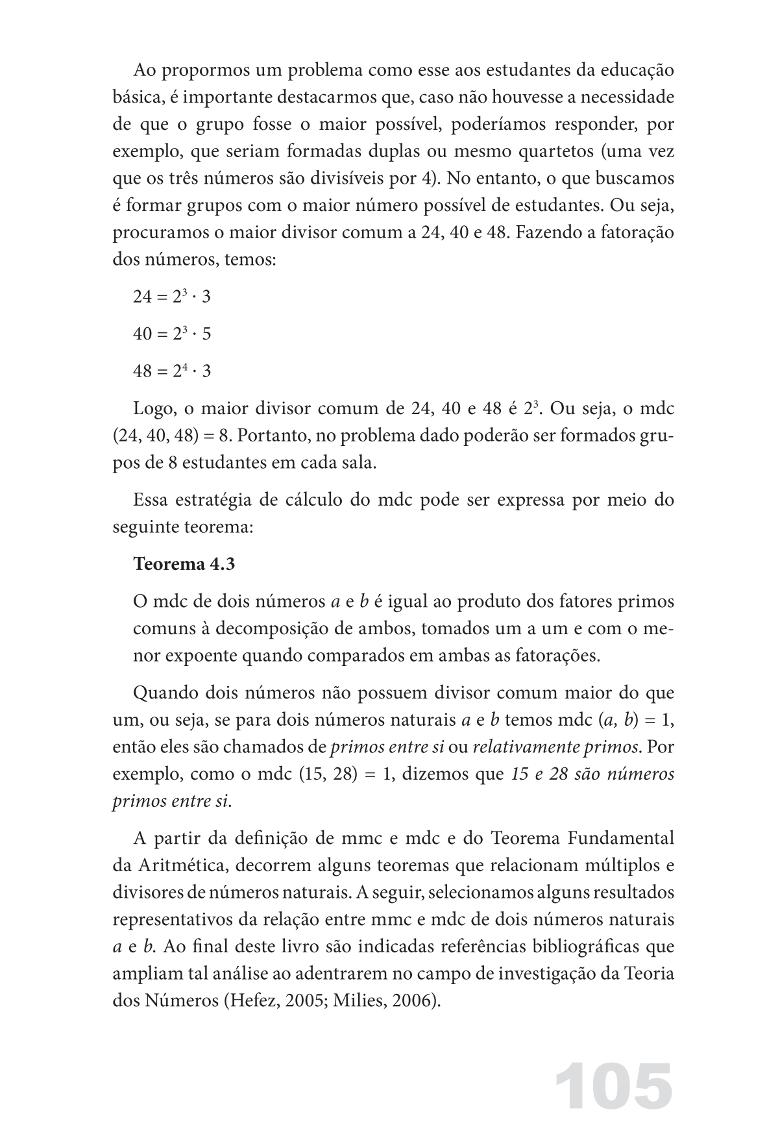 Ao propormos um problema como esse aos estudantes da educação
básica, é importante destacarmos que, caso não houvesse a necessidade
de que o grupo fosse o maior possível, poderíamos responder, por
exemplo, que seriam formadas duplas ou mesmo quartetos (uma vez
que os três números são divisíveis por 4). No entanto, o que buscamos
é formar grupos com o maior número possível de estudantes. Ou seja,
procuramos o maior divisor comum a 24, 40 e 48. Fazendo a fatoração
dos números, temos:
24 = 2³ · 3
40 = 2³ · 5
48 = 2⁴ · 3
Logo, o maior divisor comum de 24, 40 e 48 é 2³. Ou seja, o mdc
(24, 40, 48) = 8. Portanto, no problema dado poderão ser formados gru-
pos de 8 estudantes em cada sala.
Essa estratégia de cálculo do mdc pode ser expressa por meio do
seguinte teorema:
Teorema 4.3
O mdc de dois números a e b é igual ao produto dos fatores primos
comuns à decomposição de ambos, tomados um a um e com o me-
nor expoente quando comparados em ambas as fatorações.
Quando dois números não possuem divisor comum maior do que
um, ou seja, se para dois números naturais a e b temos mdc (a, b) = 1,
então eles são chamados de primos entre si ou relativamente primos. Por
exemplo, como o mdc (15, 28) = 1, dizemos que 15 e 28 são números
primos entre si.
A partir da definição de mmc e mdc e do Teorema Fundamental
da Aritmética, decorrem alguns teoremas que relacionam múltiplos e
divisores de números naturais. A seguir, selecionamos alguns resultados
representativos da relação entre mmc e mdc de dois números naturais
a e b. Ao final deste livro são indicadas referências bibliográficas que
ampliam tal análise ao adentrarem no campo de investigação da Teoria
dos Números (Hefez, 2005; Milies, 2006).
105